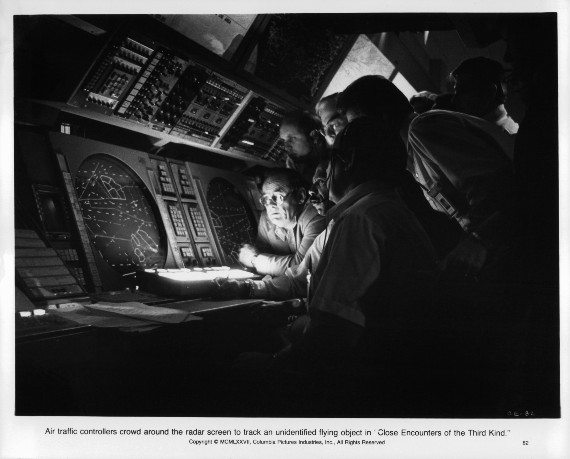 Air traffic controllers crowd around the radar screen to track an unidentified flying object in "Close Encounters of the Third Kind."
Copyright © MCMLXXVII. Columbia Pictures Industries, Inc., All Rights Reserved
82